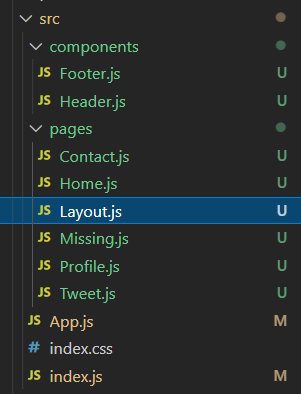 src
components
JS Footer.js U
JS Header.js U
pages
JS Contact.js U
JS Home.js U
JS Layout.js U
JS Missing.js U
JS Profile.js U
JS Tweet.js U
JS App.js M
# index.css
JS index.js M